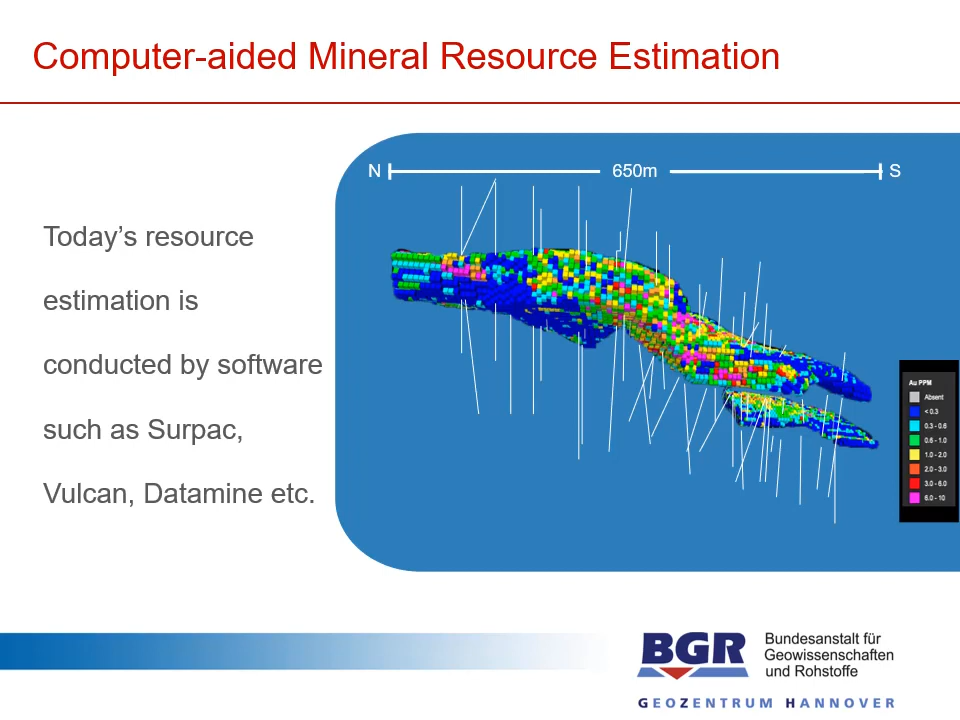 Computer-aided Mineral Resource Estimation
N 650m S
Today’s resource
estimation is
conducted by software
such as Surpac,
Vulcan, Datamine etc.
Au PPM
Absent
< 0.3
0.3 - 0.6
0.6 - 1.0
1.0 - 2.0
2.0 - 3.0
3.0 - 6.0
6.0 - 10
BGR
Bundesanstalt für
Geowissenschaften
und Rohstoffe
GEOZENTRUM HANNOVER